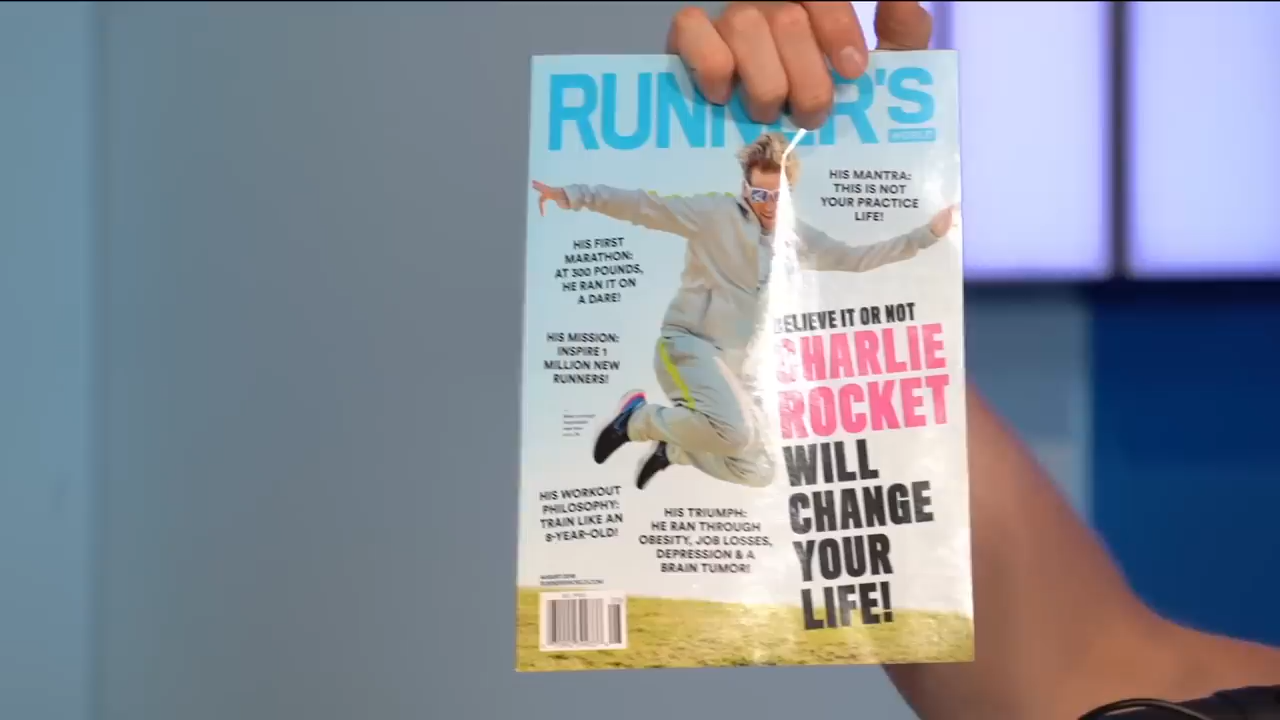 RUNNER'S
WORLD
HIS MANTRA:
THIS IS NOT
YOUR PRACTICE
LIFE!
HIS FIRST
MARATHON:
AT 300 POUNDS,
HE RAN IT ON
A DARE!
HIS MISSION:
INSPIRE 1
MILLION NEW
RUNNERS!
BELIEVE IT OR NOT
CHARLIE
ROCKET
WILL
CHANGE
YOUR
LIFE!
HIS WORKOUT
PHILOSOPHY:
TRAIN LIKE AN
8-YEAR-OLD!
HIS TRIUMPH:
HE RAN THROUGH
OBESITY, JOB LOSSES,
DEPRESSION & A
BRAIN TUMOR!